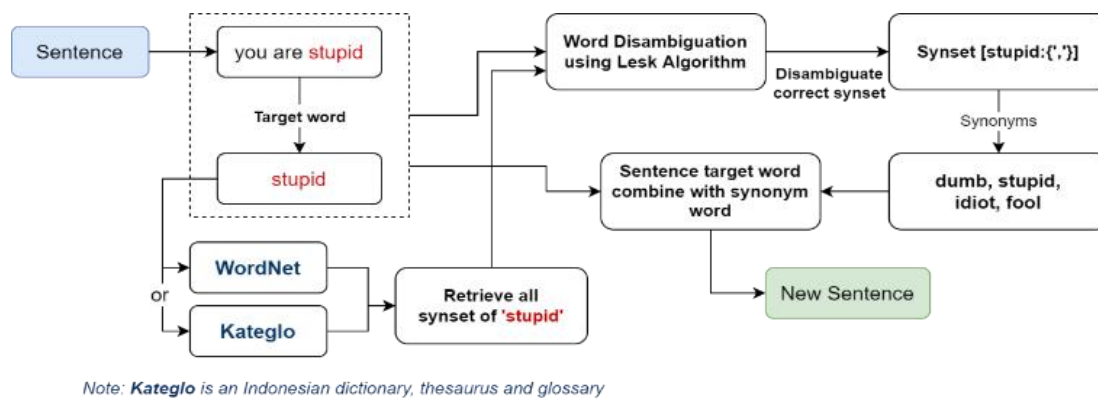 Sentence
you are stupid
Target word
stupid
or
WordNet
Kateglo
Retrieve all
synset of 'stupid'
Word Disambiguation
using Lesk Algorithm
Disambiguate
correct synset
Synset [stupid:{','}]
Synonyms
dumb, stupid,
idiot, fool
Sentence target word
combine with synonym
word
New Sentence
Note: Kateglo is an Indonesian dictionary, thesaurus and glossary